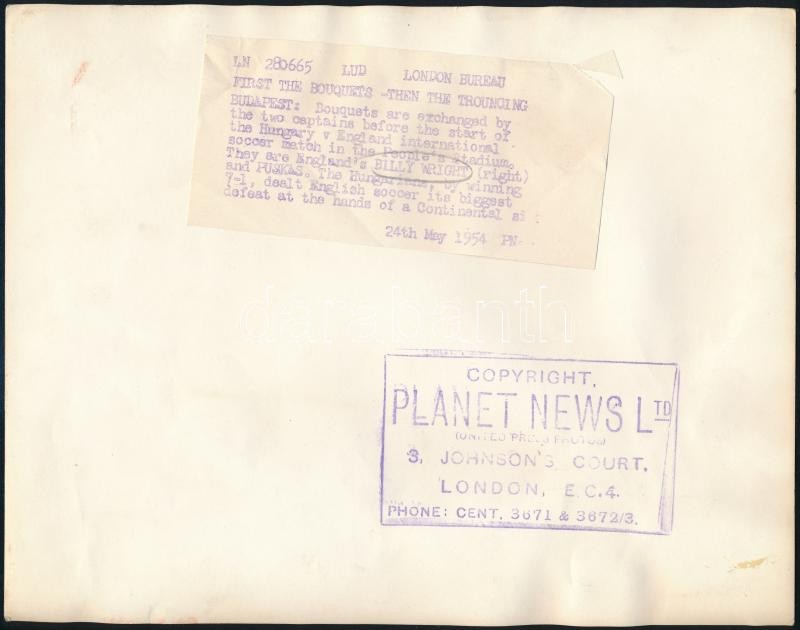 LN 280665 LUD LONDON BUREAU
FIRST THE BOUQUETS -THEN THE TROUNCING
BUDAPEST: Bouquets are exchanged by
the two captains before the start of
the Hungary v England international
soccer match in the People's Stadium.
They are England's BILLY WRIGHT (right)
and PUSKAS. The Hungarians, by winning
7-1, dealt English soccer its biggest
defeat at the hands of a Continental
24th May 1954 PN
darabanth
COPYRIGHT.
PLANET NEWS LTD
(UNITED PRESS PHOTOS)
3, JOHNSON'S COURT.
LONDON, E.C.4.
PHONE: CENT. 3671 & 3672/3.